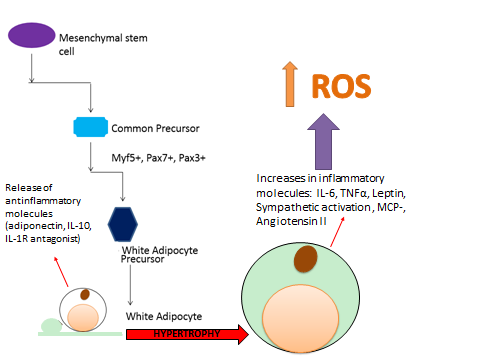 Mesenchymal stem
cell
Common Precursor
Myf5+, Pax7+, Pax3+
Release of
antinflammatory
molecules
(adiponectin, IL-10,
IL-1R antagonist)
White Adipocyte
Precursor
White Adipocyte
HYPERTROPHY
ROS
Increases in inflammatory
molecules: IL-6, TNFα, Leptin,
Sympathetic activation, MCP-,
Angiotensin II